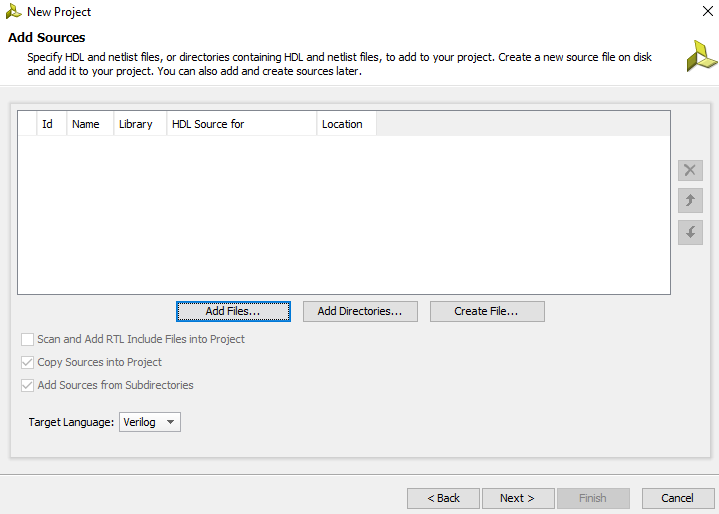 New Project
Add Sources
Specify HDL and netlist files, or directories containing HDL and netlist files, to add to your project. Create a new source file on disk
and add it to your project. You can also add and create sources later.
Id Name Library HDL Source for Location
Add Files... Add Directories... Create File...
Scan and Add RTL Include Files into Project
Copy Sources into Project
Add Sources from Subdirectories
Target Language: Verilog
< Back Next > Finish Cancel